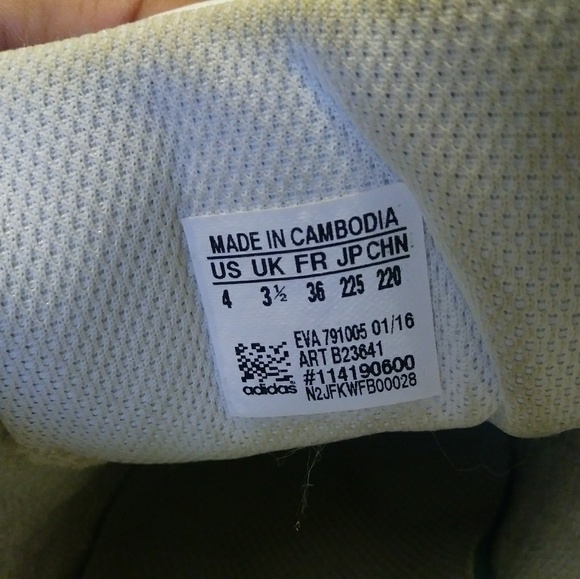 MADE IN CAMBODIA
US UK FR JP CHN
4 3½ 36 225 220
EVA 791005 01/16
ART B23641
#114190600
N2JFKWFB00028
adidas